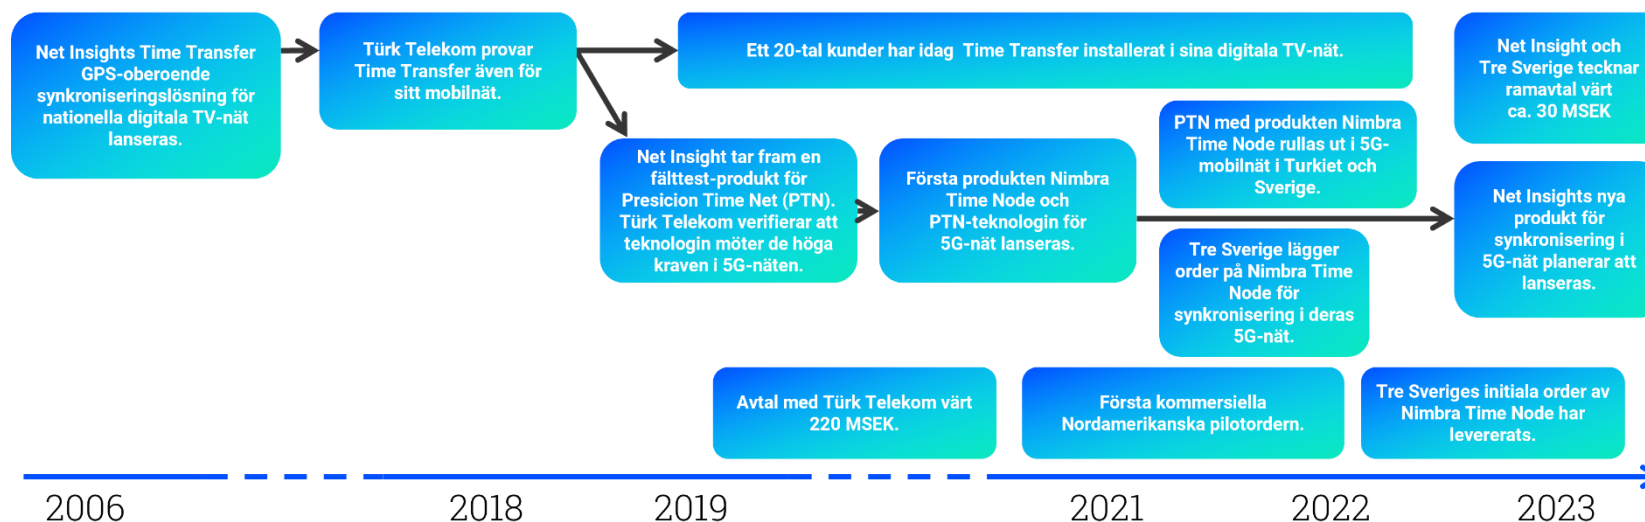 Net Insights Time Transfer
GPS-oberoende
synkroniseringslösning för
nationella digitala TV-nät
lanseras.
Türk Telekom provar
Time Transfer även för
sitt mobilnät.
Ett 20-tal kunder har idag Time Transfer installerat i sina digitala TV-nät.
Net Insight och
Tre Sverige tecknar
ramavtal värt
ca. 30 MSEK
Net Insight tar fram en
fälttest-produkt för
Presicion Time Net (PTN).
Türk Telekom verifierar att
teknologin möter de höga
kraven i 5G-näten.
Första produkten Nimbra
Time Node och
PTN-teknologin för
5G-nät lanseras.
PTN med produkten Nimbra
Time Node rullas ut i 5G-
mobilnät i Turkiet och
Sverige.
Tre Sverige lägger
order på Nimbra Time
Node för
synkronisering i deras
5G-nät.
Net Insights nya
produkt för
synkronisering i
5G-nät planerar att
lanseras.
Avtal med Türk Telekom värt
220 MSEK.
Första kommersiella
Nordamerikanska pilotordern.
Tre Sveriges initiala order av
Nimbra Time Node har
levererats.
2006
2018
2019
2021
2022
2023